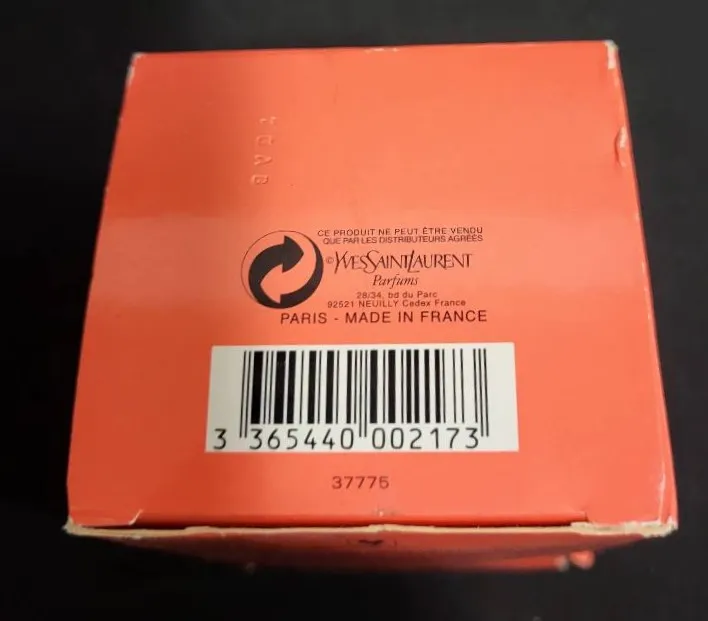 CE PRODUIT NE PEUT ÊTRE VENDU
QUE PAR LES DISTRIBUTEURS AGRÉÉS
© YVESSAINTLAURENT
Parfums
28/34, bd du Parc
92521 NEUILLY Cedex France
PARIS - MADE IN FRANCE
3 365440 002173
37775